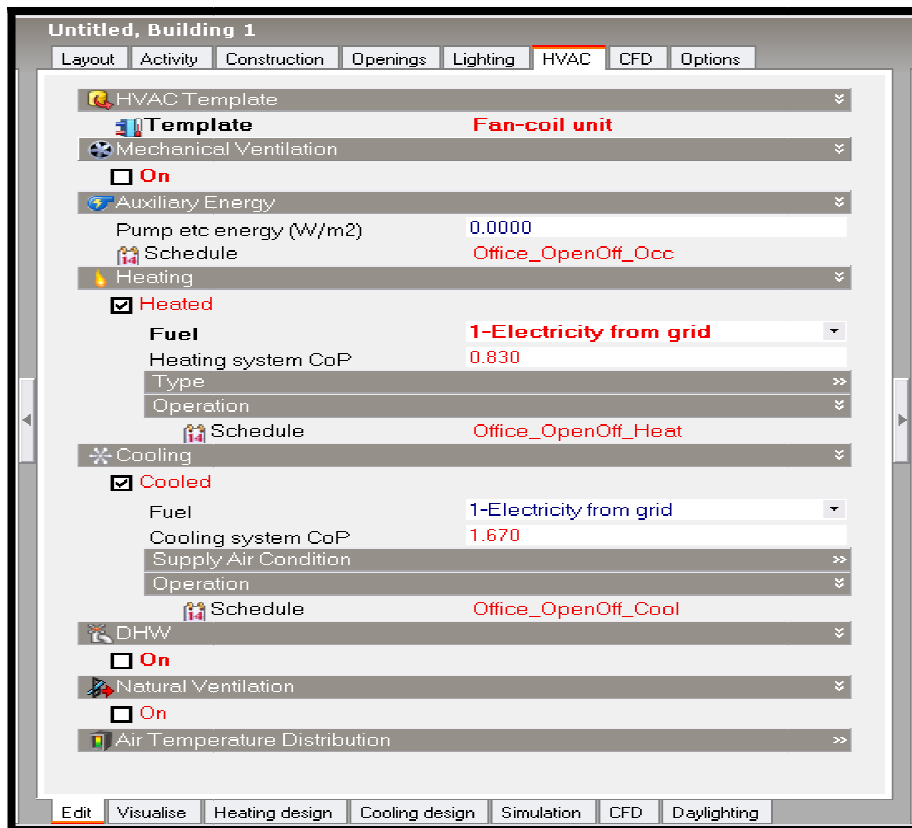 Untitled, Building 1
Layout Activity Construction Openings Lighting HVAC CFD Options
HVAC Template
Template Fan-coil unit
Mechanical Ventilation
On
Auxiliary Energy
Pump etc energy (W/m2) 0.0000
14 Schedule Office_OpenOff_Occ
Heating
Heated
Fuel 1-Electricity from grid
Heating system CoP 0.830
Type
Operation
14 Schedule Office_OpenOff_Heat
Cooling
Cooled
Fuel 1-Electricity from grid
Cooling system CoP 1.670
Supply Air Condition
Operation
14 Schedule Office_OpenOff_Cool
DHW
On
Natural Ventilation
On
Air Temperature Distribution
Edit Visualise Heating design Cooling design Simulation CFD Daylighting